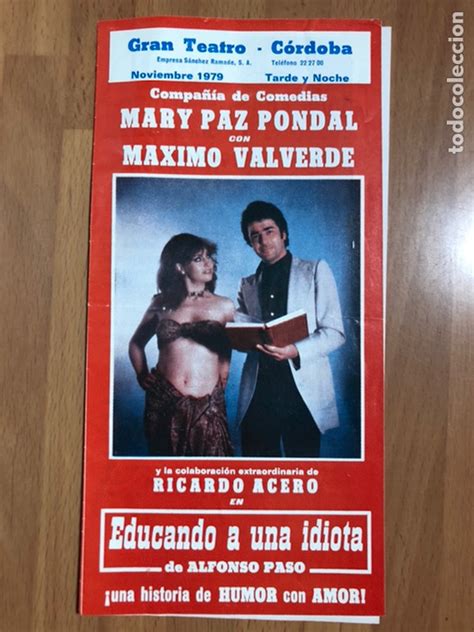 Gran Teatro - Córdoba
Empresa Sánchez Ramade, S. A. Teléfono 22 27 00
Noviembre 1979 Tarde y Noche
Compañía de Comedias
MARY PAZ PONDAL
CON
MAXIMO VALVERDE
y la colaboración extraordinaria de
RICARDO ACERO
EN
Educando a una idiota
de ALFONSO PASO
¡una historia de HUMOR con AMOR!
todocoleccion